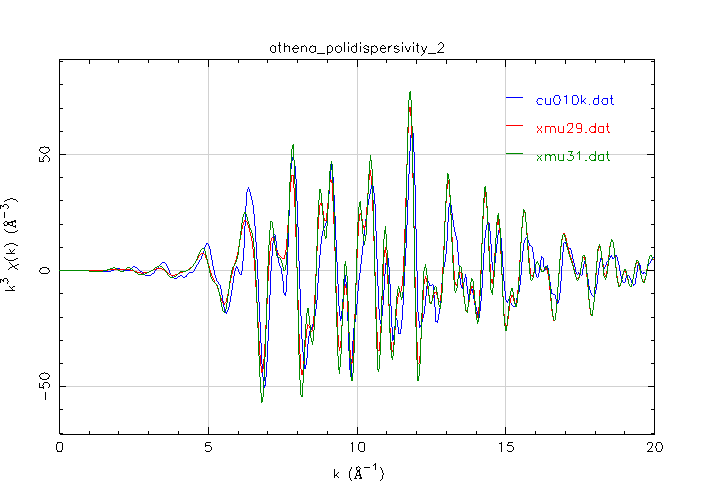 athena_polidispersivity_2
cu010k.dat
xmu29.dat
xmu31.dat
k³ χ(k) (Å⁻³)
50
0
−50
0 5 10 15 20
k (Å⁻¹)